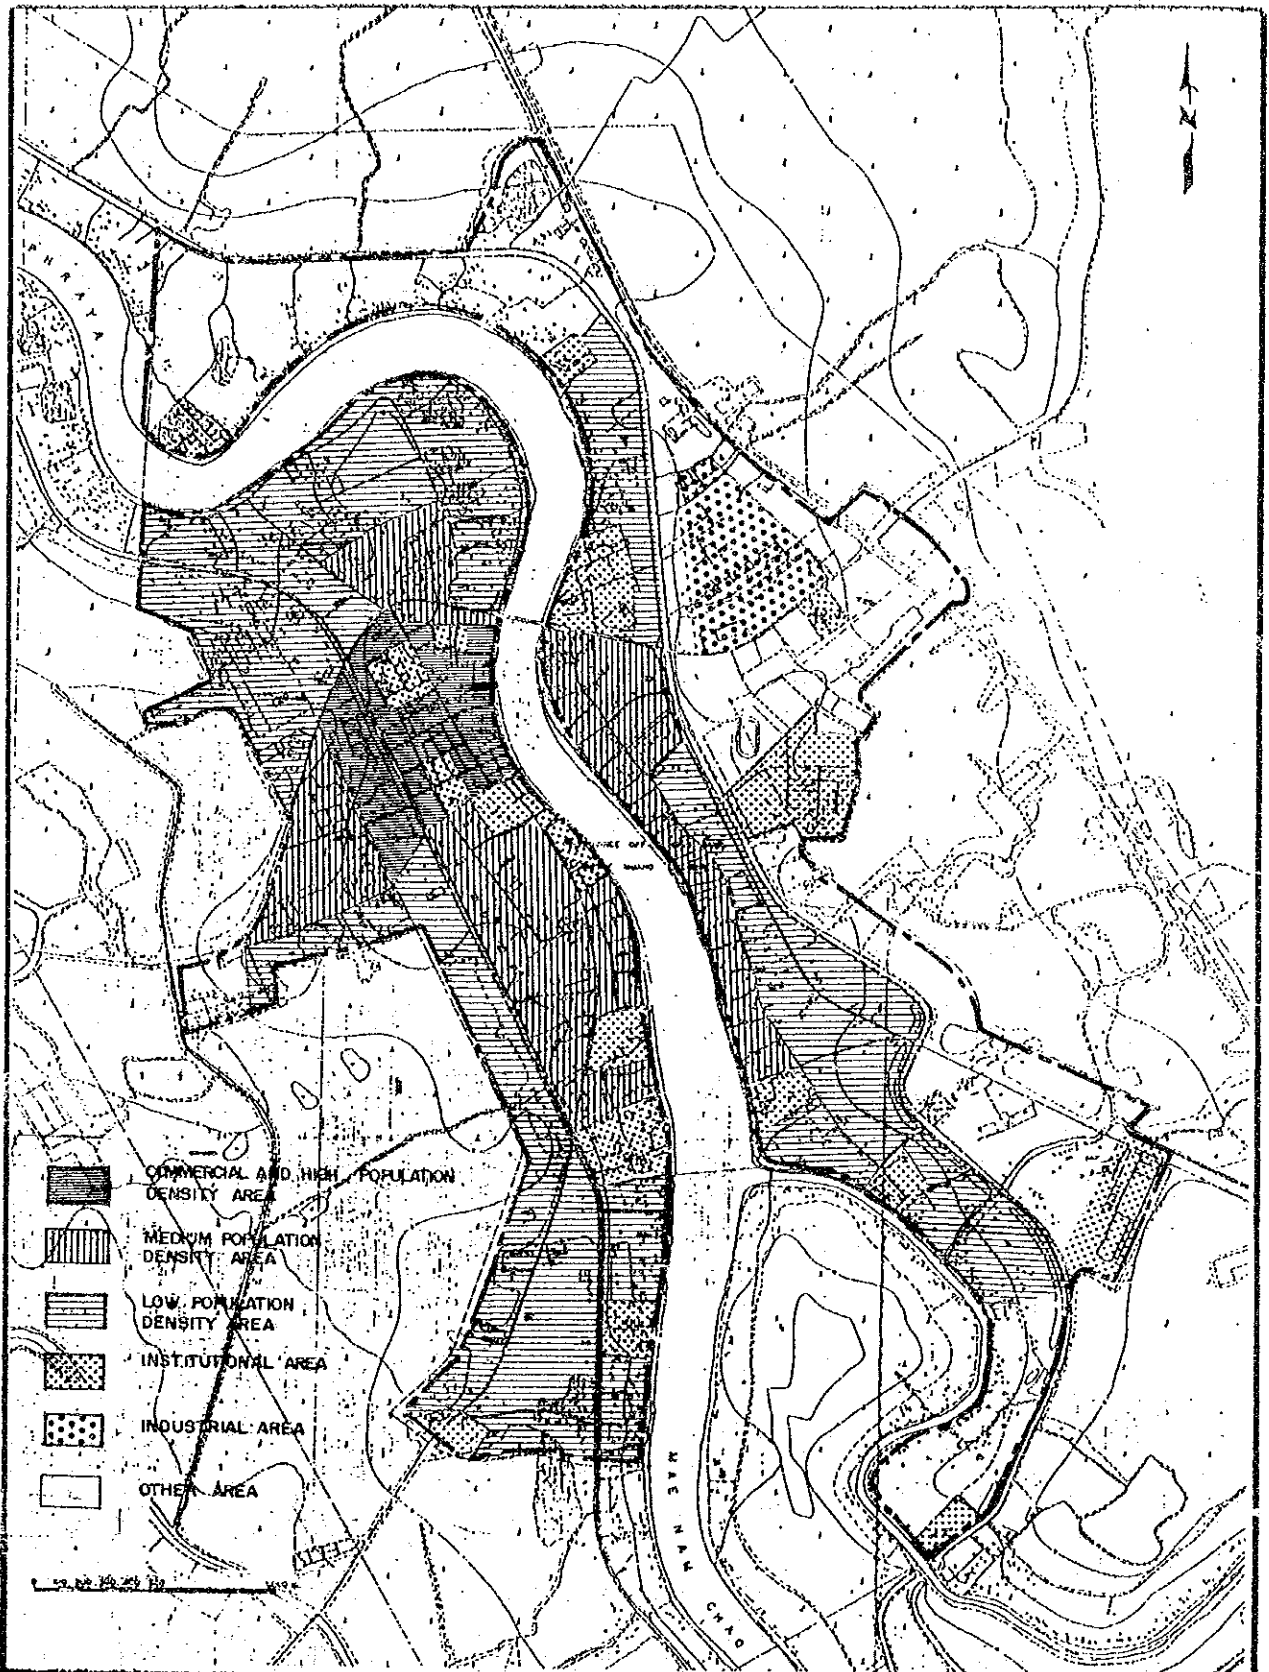 PHRAYA
COMMERCIAL AND HIGH POPULATION
DENSITY AREA
MEDIUM POPULATION
DENSITY AREA
LOW POPULATION
DENSITY AREA
INSTITUTIONAL AREA
INDUSTRIAL AREA
OTHER AREA
MAE NAM CHAO